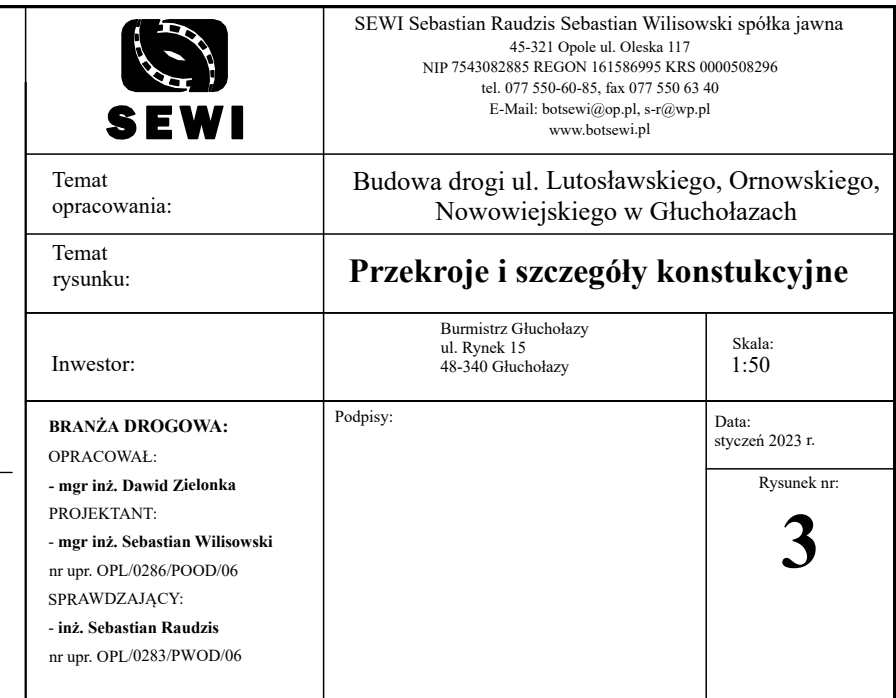 SEWI
SEWI Sebastian Raudzis Sebastian Wilisowski spółka jawna
45-321 Opole ul. Oleska 117
NIP 7543082885 REGON 161586995 KRS 0000508296
tel. 077 550-60-85, fax 077 550 63 40
E-Mail: botsewi@op.pl, s-r@wp.pl
www.botsewi.pl
Temat
opracowania:
Budowa drogi ul. Lutosławskiego, Ornowskiego,
Nowowiejskiego w Głuchołazach
Temat
rysunku:
Przekroje i szczegóły konstukcyjne
Inwestor:
Burmistrz Głuchołazy
ul. Rynek 15
48-340 Głuchołazy
Skala:
1:50
BRANŻA DROGOWA:
OPRACOWAŁ:
- mgr inż. Dawid Zielonka
PROJEKTANT:
- mgr inż. Sebastian Wilisowski
nr upr. OPL/0286/POOD/06
SPRAWDZAJĄCY:
- inż. Sebastian Raudzis
nr upr. OPL/0283/PWOD/06
Podpisy:
Data:
styczeń 2023 r.
Rysunek nr:
3